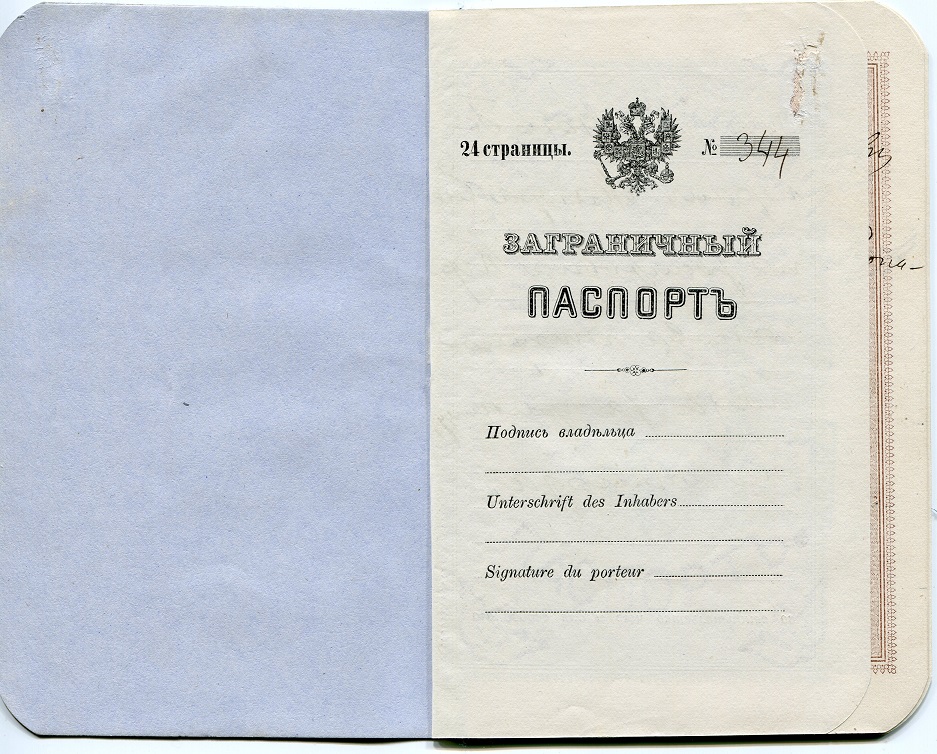 24 страницы.
№ 344
ЗАГРАНИЧНЫЙ
ПАСПОРТЪ
Подпись владѣльца
Unterschrift des Inhabers
Signature du porteur